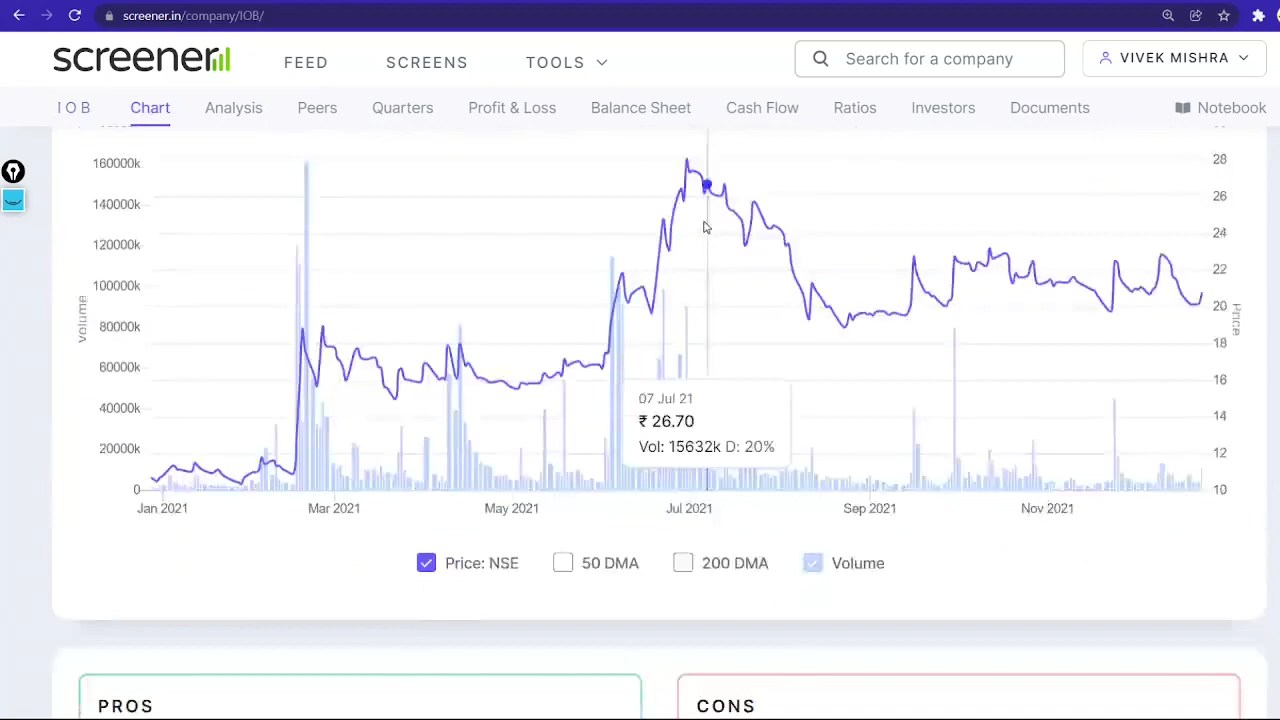 screener.in/company/IOB/
screener FEED SCREENS TOOLS Search for a company VIVEK MISHRA
I O B Chart Analysis Peers Quarters Profit & Loss Balance Sheet Cash Flow Ratios Investors Documents Notebook
160000k 28
140000k 26
120000k 24
100000k 22
80000k 20
60000k 18
40000k 16
20000k 14
0 12
10
Volume
Price
07 Jul 21
₹ 26.70
Vol: 15632k D: 20%
Jan 2021 Mar 2021 May 2021 Jul 2021 Sep 2021 Nov 2021
Price: NSE 50 DMA 200 DMA Volume
PROS CONS